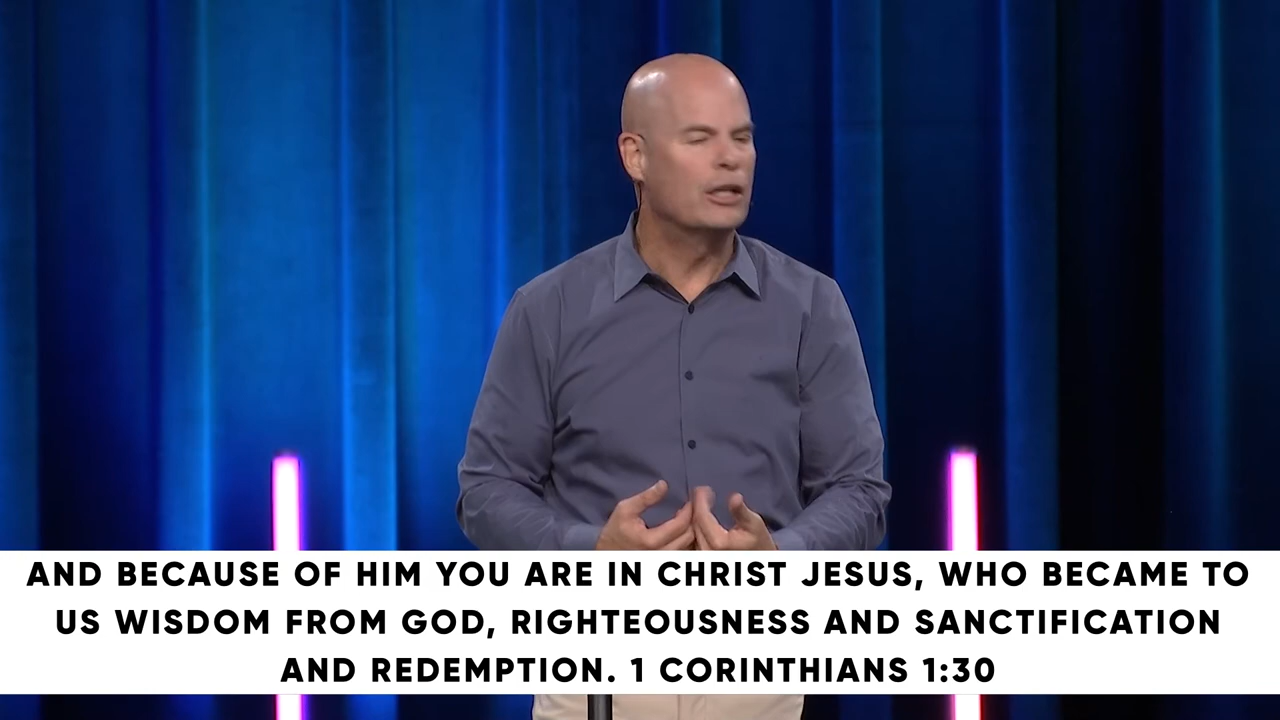 AND BECAUSE OF HIM YOU ARE IN CHRIST JESUS, WHO BECAME TO
US WISDOM FROM GOD, RIGHTEOUSNESS AND SANCTIFICATION
AND REDEMPTION. 1 CORINTHIANS 1:30